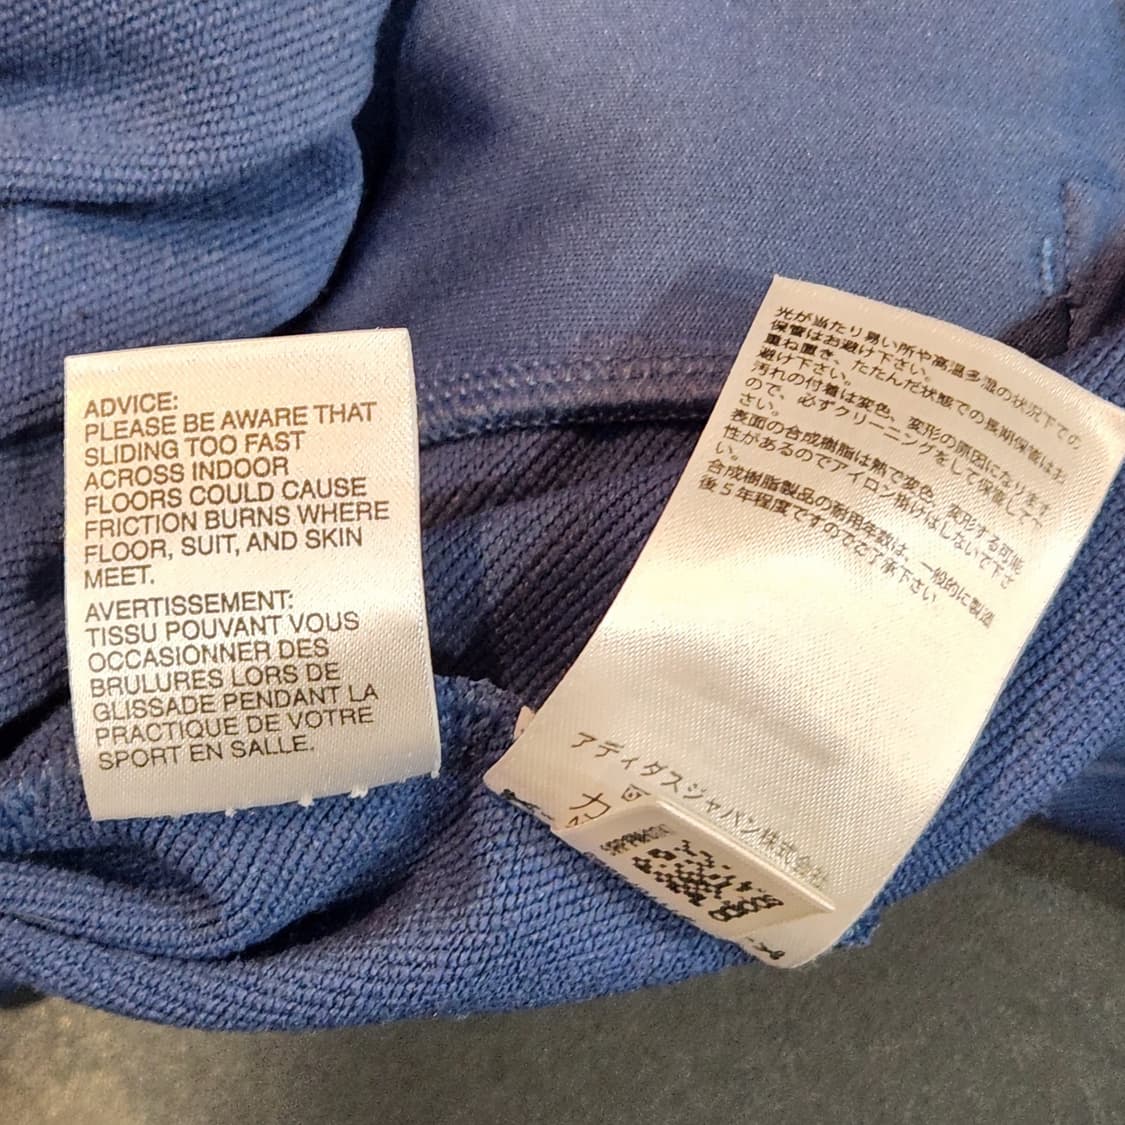 ADVICE:
PLEASE BE AWARE THAT
SLIDING TOO FAST
ACROSS INDOOR
FLOORS COULD CAUSE
FRICTION BURNS WHERE
FLOOR, SUIT, AND SKIN
MEET.
AVERTISSEMENT:
TISSU POUVANT VOUS
OCCASIONNER DES
BRULURES LORS DE
GLISSADE PENDANT LA
PRACTIQUE DE VOTRE
SPORT EN SALLE.
光が当たり易い所や高温多湿の状況下での
保管はお避け下さい。
重ね置き、たたんだ状態での長期保管はお
避け下さい。
汚れの付着は変色、変形の原因になります
ので、必ずクリーニングをして保管して下
さい。
表面の合成樹脂は熱で変色、変形する可能
性があるのでアイロン掛けはしないで下さ
い。
合成樹脂製品の耐用年数は、一般的に製造
後５年程度ですのでご了承下さい。
アディダスジャパン株式会社
カ